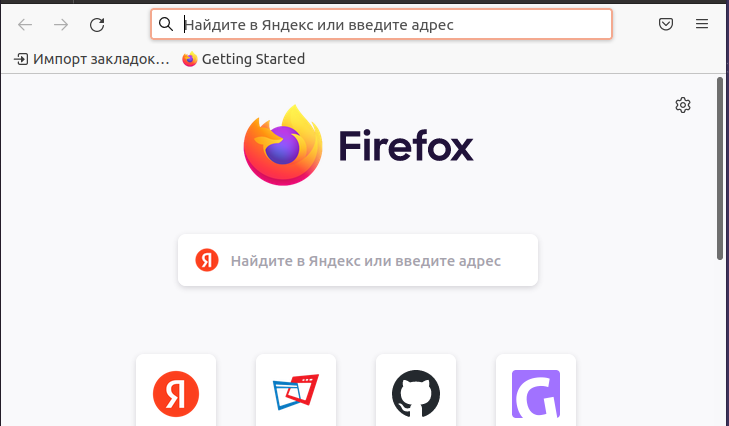 Найдите в Яндекс или введите адрес
Импорт закладок…
Getting Started
Firefox
Я
Найдите в Яндекс или введите адрес
Я
G